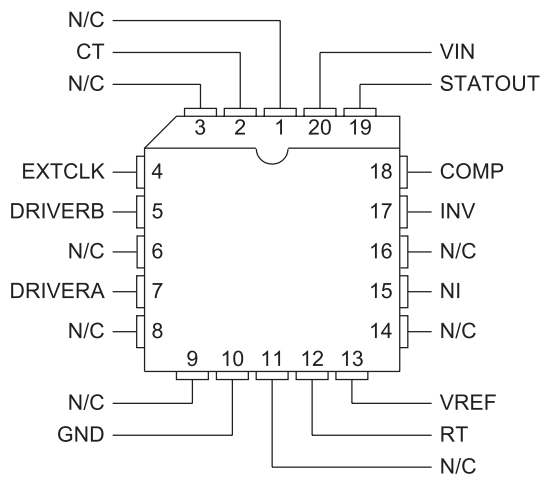 N/C
CT
VIN
N/C
STATOUT
3 2 1 20 19
EXTCLK 4 18 COMP
DRIVERB 5 17 INV
N/C 6 16 N/C
DRIVERA 7 15 NI
N/C 8 14 N/C
9 10 11 12 13
N/C
VREF
GND
RT
N/C